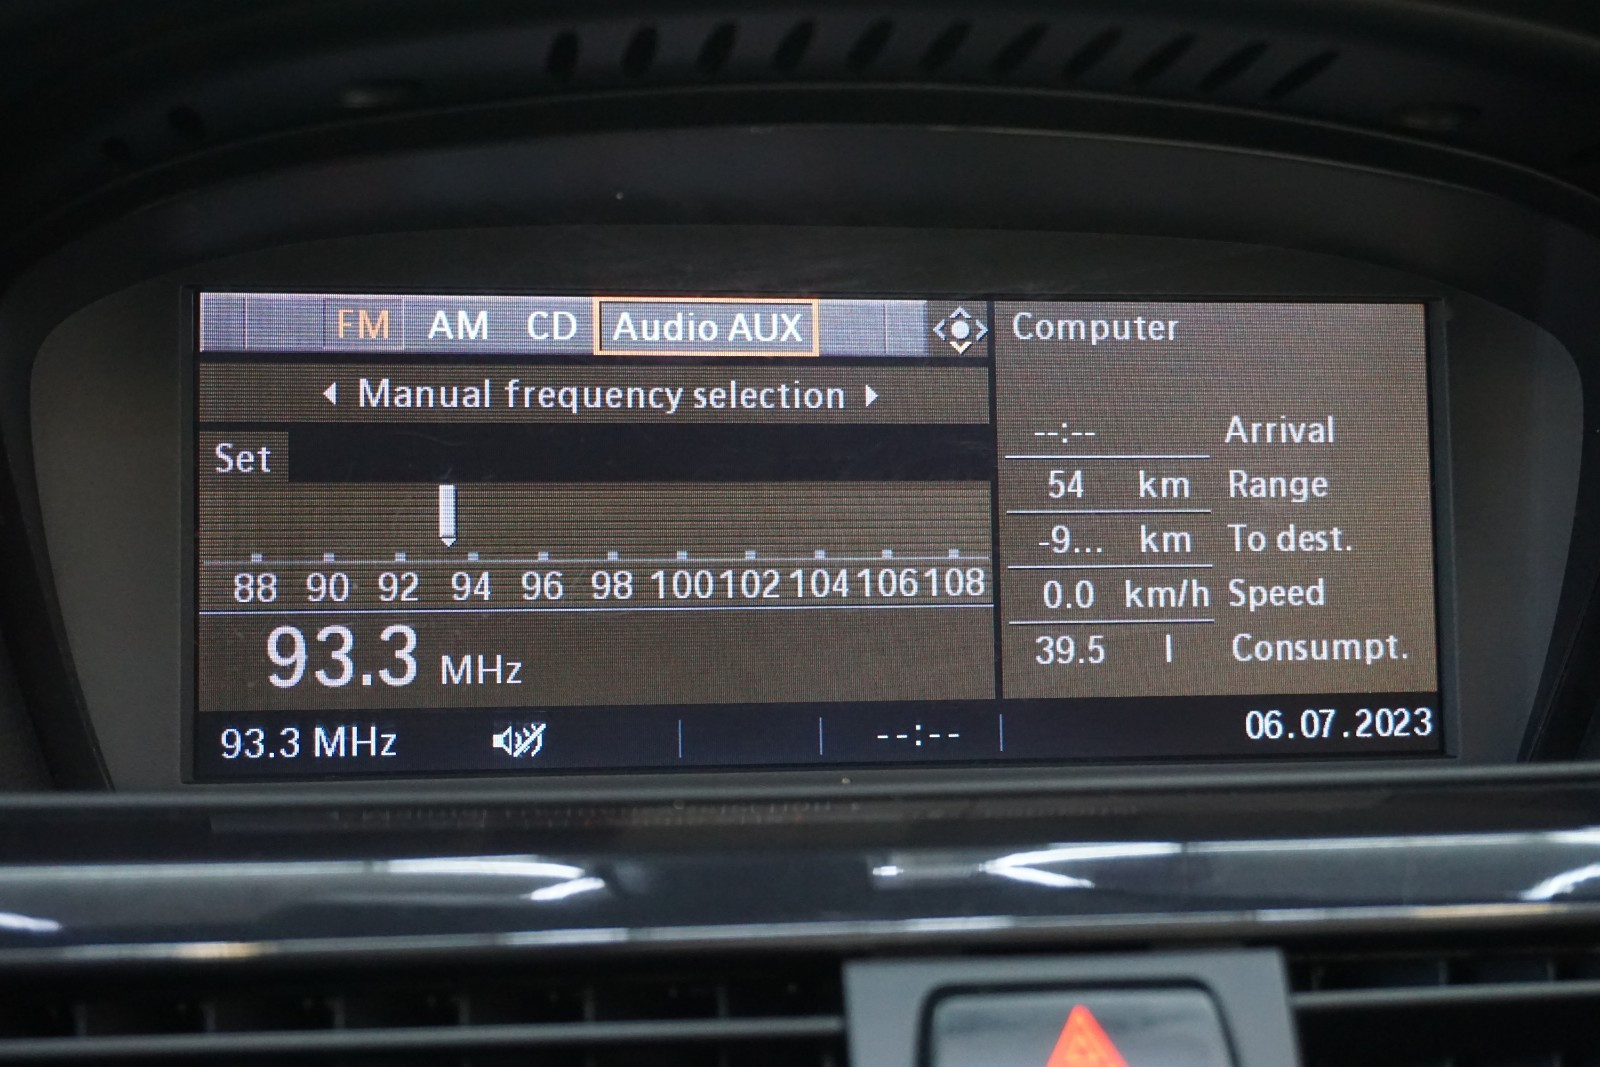 FM AM CD Audio AUX
Manual frequency selection
Set
88 90 92 94 96 98 100 102 104 106 108
93.3 MHz
93.3 MHz --:-- 06.07.2023
Computer
--:-- Arrival
54 km Range
-9... km To dest.
0.0 km/h Speed
39.5 l Consumpt.